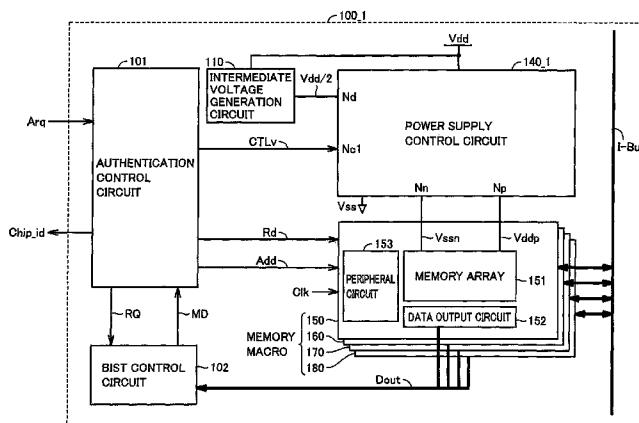 100_1
Vdd
101
110
140_1
INTERMEDIATE
VOLTAGE
GENERATION
CIRCUIT
Vdd/2
Nd
POWER SUPPLY
CONTROL CIRCUIT
Arq
CTLv
Nc1
I-Bu
AUTHENTICATION
CONTROL
CIRCUIT
Vss
Nn
Np
Chip_id
Rd
153
Vssn
Vddp
Add
PERIPHERAL
CIRCUIT
MEMORY ARRAY
151
Clk
RQ
MD
150
DATA OUTPUT CIRCUIT
152
MEMORY
MACRO
160
170
180
BIST CONTROL
CIRCUIT
102
Dout